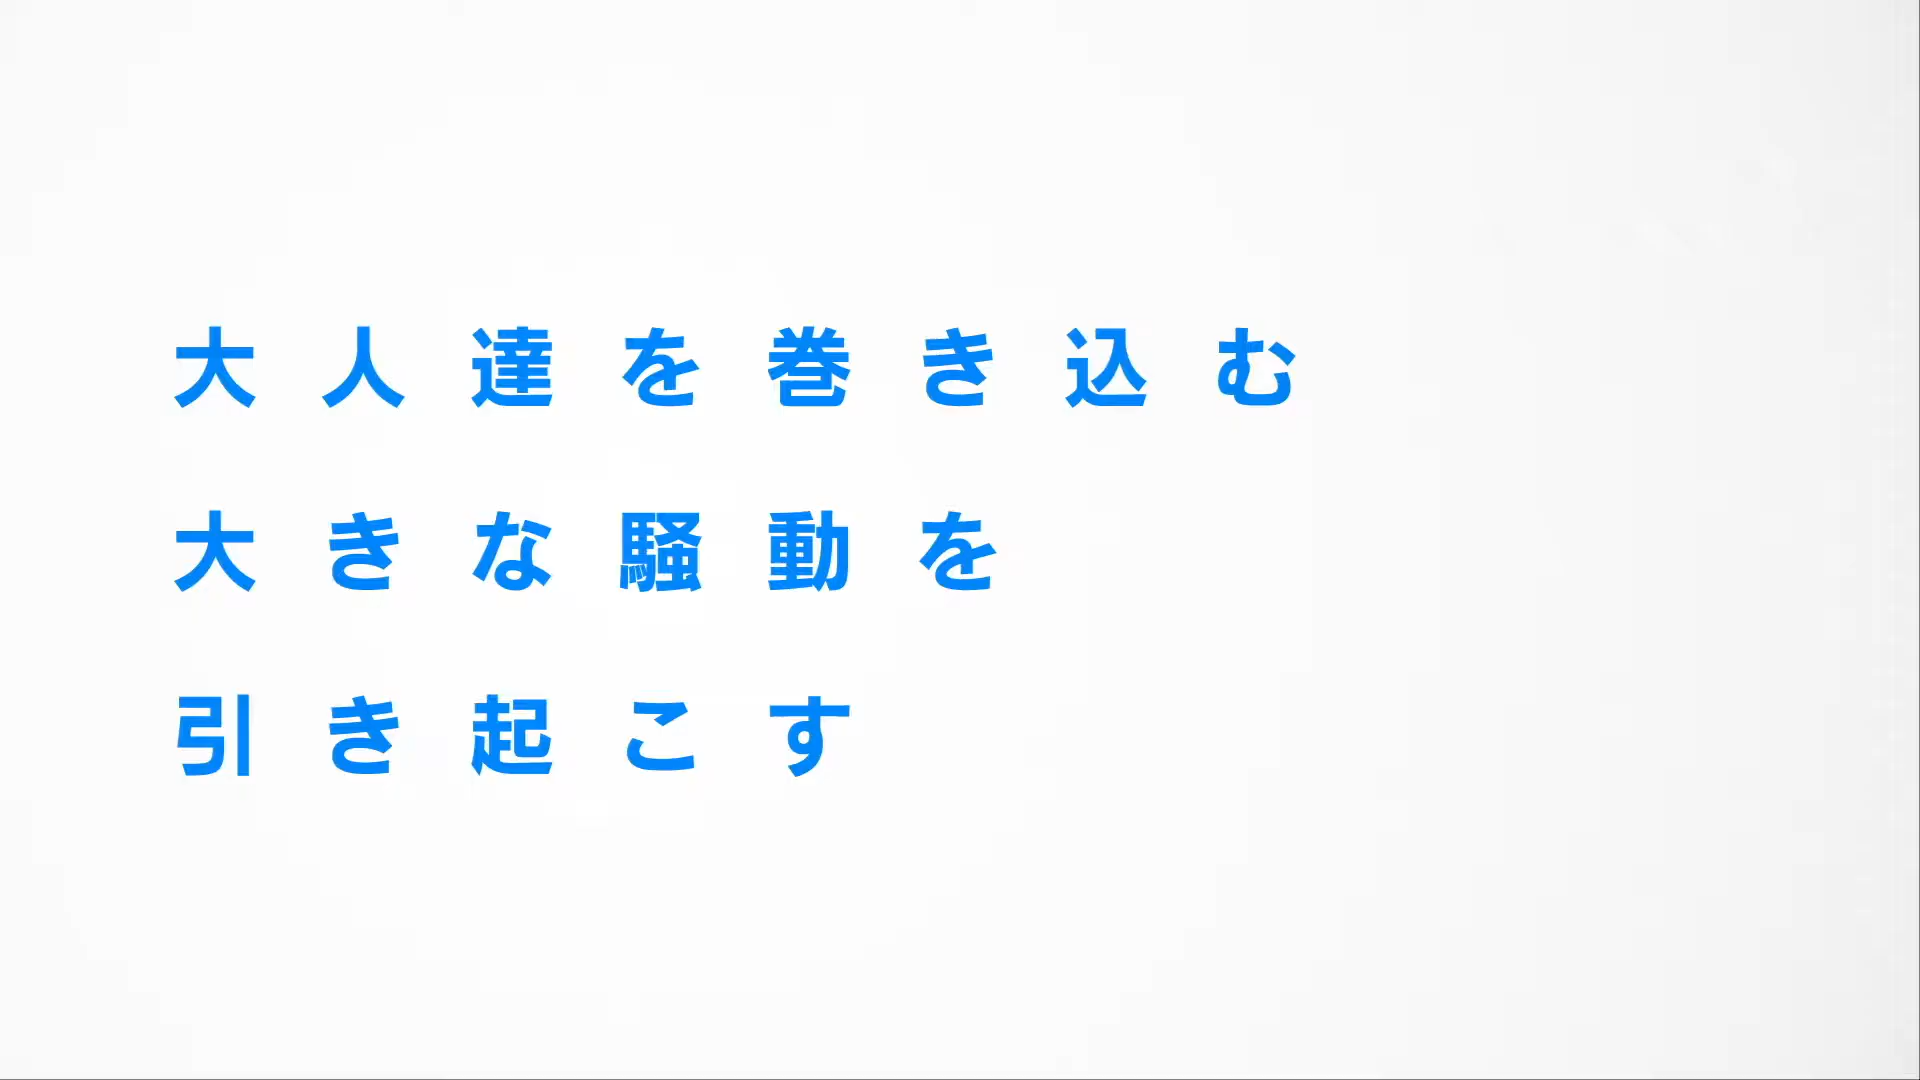 大人達を巻き込む
大きな騒動を
引き起こす